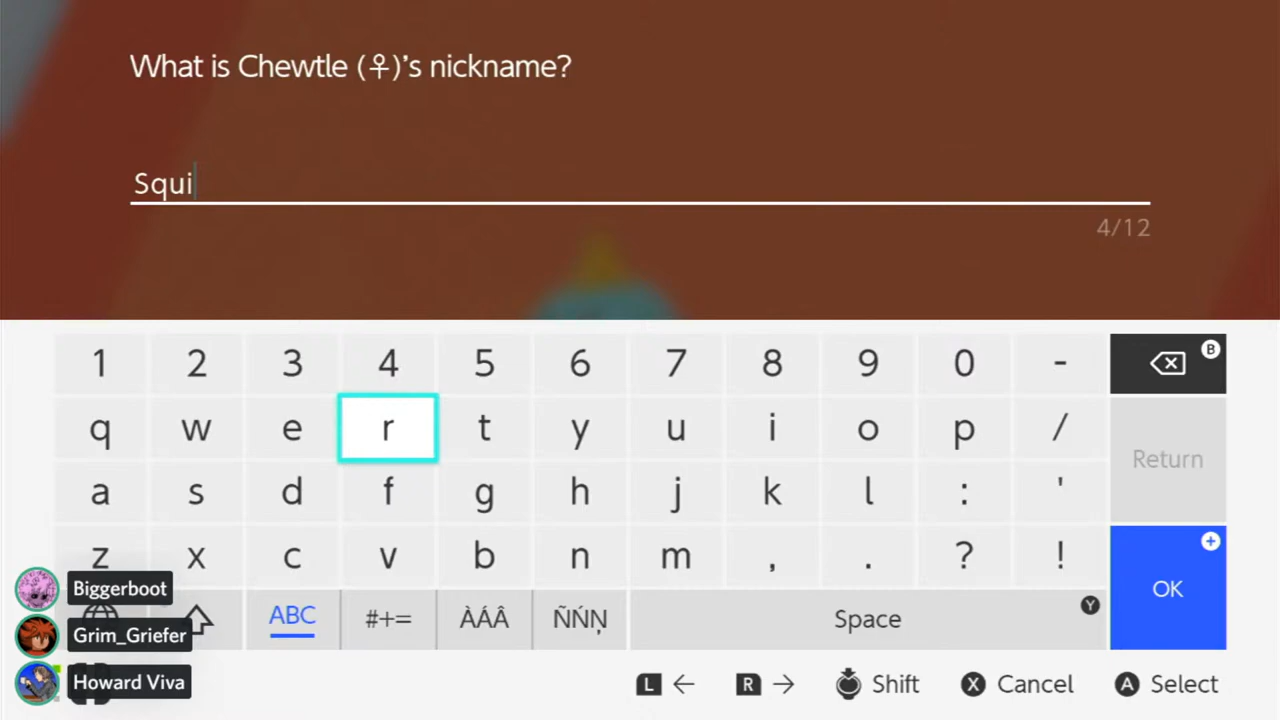 What is Chewtle (♀)'s nickname?
Squi
4/12
1 2 3 4 5 6 7 8 9 0 -
B
q w e r t y u i o p /
Return
a s d f g h j k l : '
z x c v b n m , . ? !
+
OK
ABC #+= ÀÁÂ ÑŃŅ Space Y
Biggerboot
Grim_Griefer
Howard Viva
L ← R → Shift X Cancel A Select